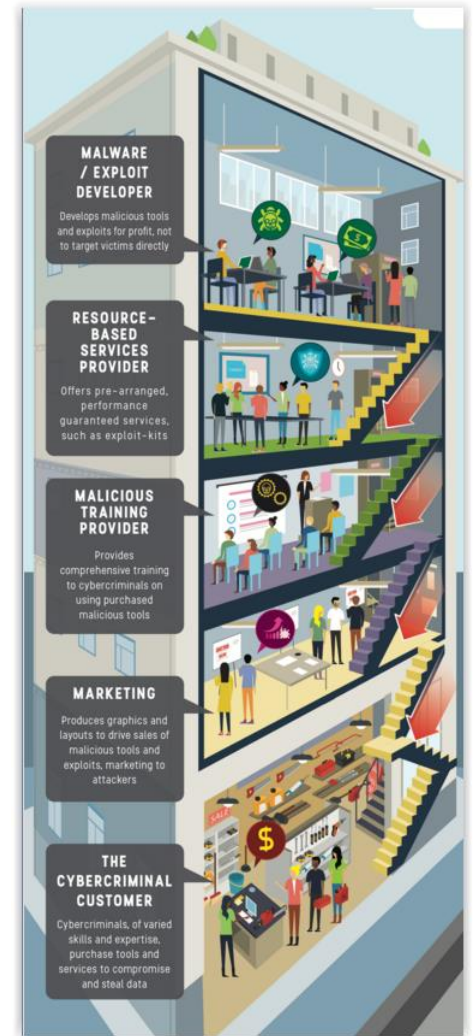 MALWARE
/ EXPLOIT
DEVELOPER
Develops malicious tools
and exploits for profit, not
to target victims directly
RESOURCE-
BASED
SERVICES
PROVIDER
Offers pre-arranged,
performance
guaranteed services,
such as exploit-kits
MALICIOUS
TRAINING
PROVIDER
Provides
comprehensive training
to cybercriminals on
using purchased
malicious tools
MARKETING
Produces graphics and
layouts to drive sales of
malicious tools and
exploits, marketing to
attackers
SALE
$
THE
CYBERCRIMINAL
CUSTOMER
Cybercriminals, of varied
skills and expertise,
purchase tools and
services to compromise
and steal data